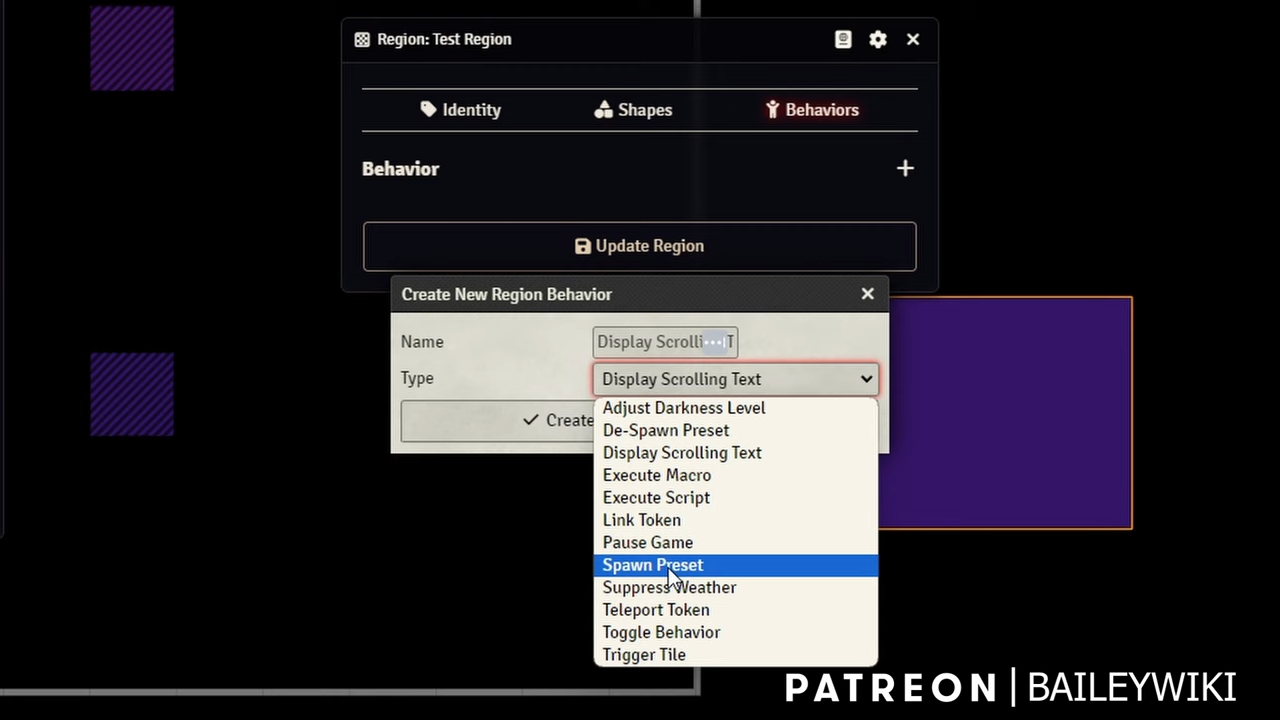 Region: Test Region
Identity
Shapes
Behaviors
Behavior
Update Region
Create New Region Behavior
Name
Display Scrolli T
Type
Display Scrolling Text
Create
Adjust Darkness Level
De-Spawn Preset
Display Scrolling Text
Execute Macro
Execute Script
Link Token
Pause Game
Spawn Preset
Suppress Weather
Teleport Token
Toggle Behavior
Trigger Tile
PATREON | BAILEYWIKI